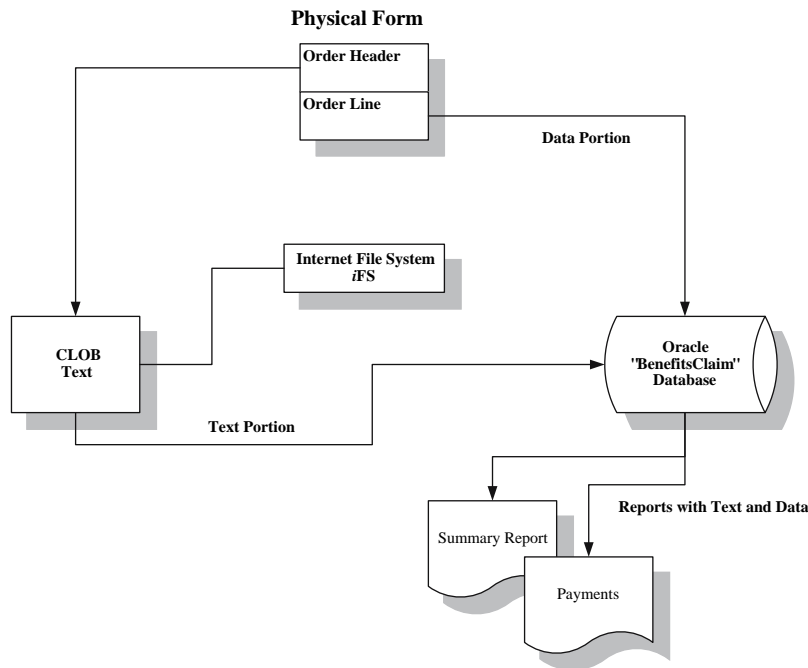 Physical Form
Order Header
Order Line
Data Portion
Internet File System
iFS
CLOB
Text
Oracle
"BenefitsClaim"
Database
Text Portion
Reports with Text and Data
Summary Report
Payments